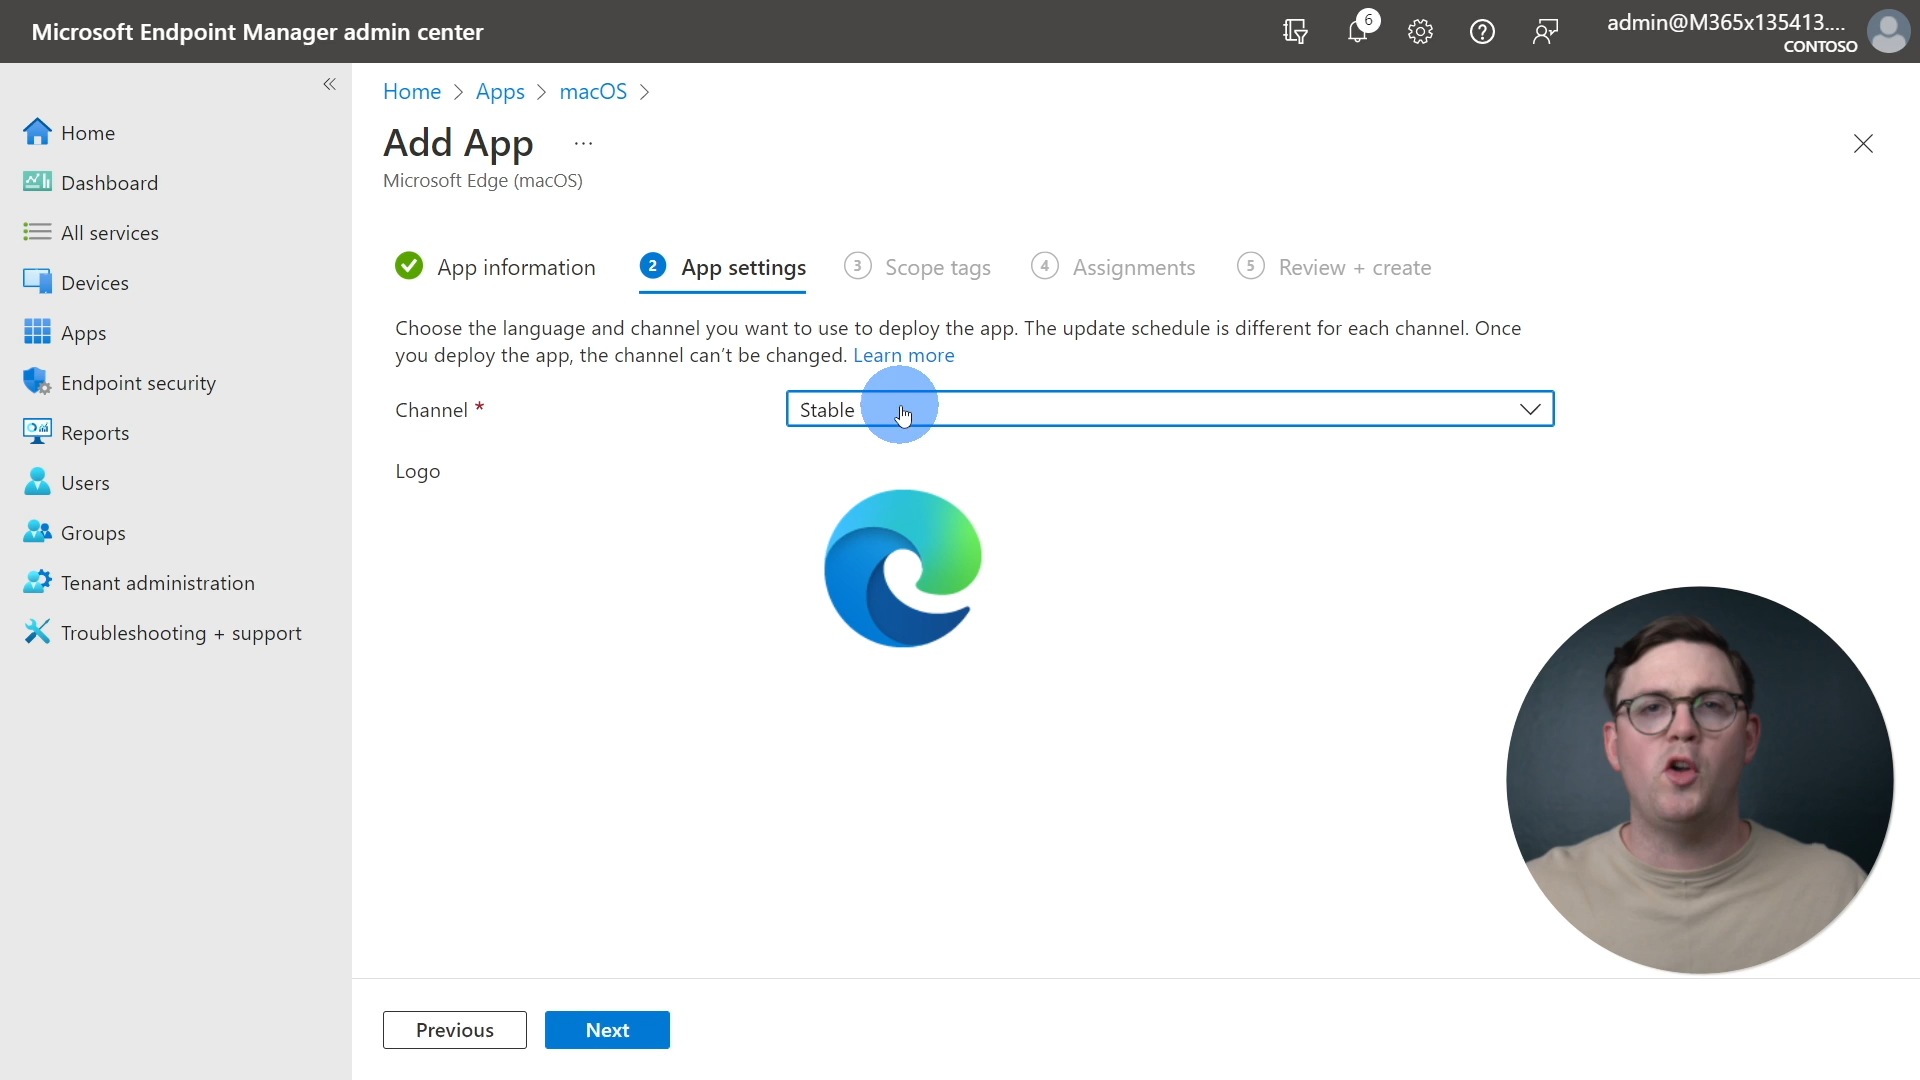 Microsoft Endpoint Manager admin center
6
admin@M365x135413....
CONTOSO
Home > Apps > macOS >
Home
Dashboard
All services
Devices
Apps
Endpoint security
Reports
Users
Groups
Tenant administration
Troubleshooting + support
Add App ...
Microsoft Edge (macOS)
App information
2 App settings
3 Scope tags
4 Assignments
5 Review + create
Choose the language and channel you want to use to deploy the app. The update schedule is different for each channel. Once
you deploy the app, the channel can't be changed. Learn more
Channel *
Stable
Logo
Previous
Next